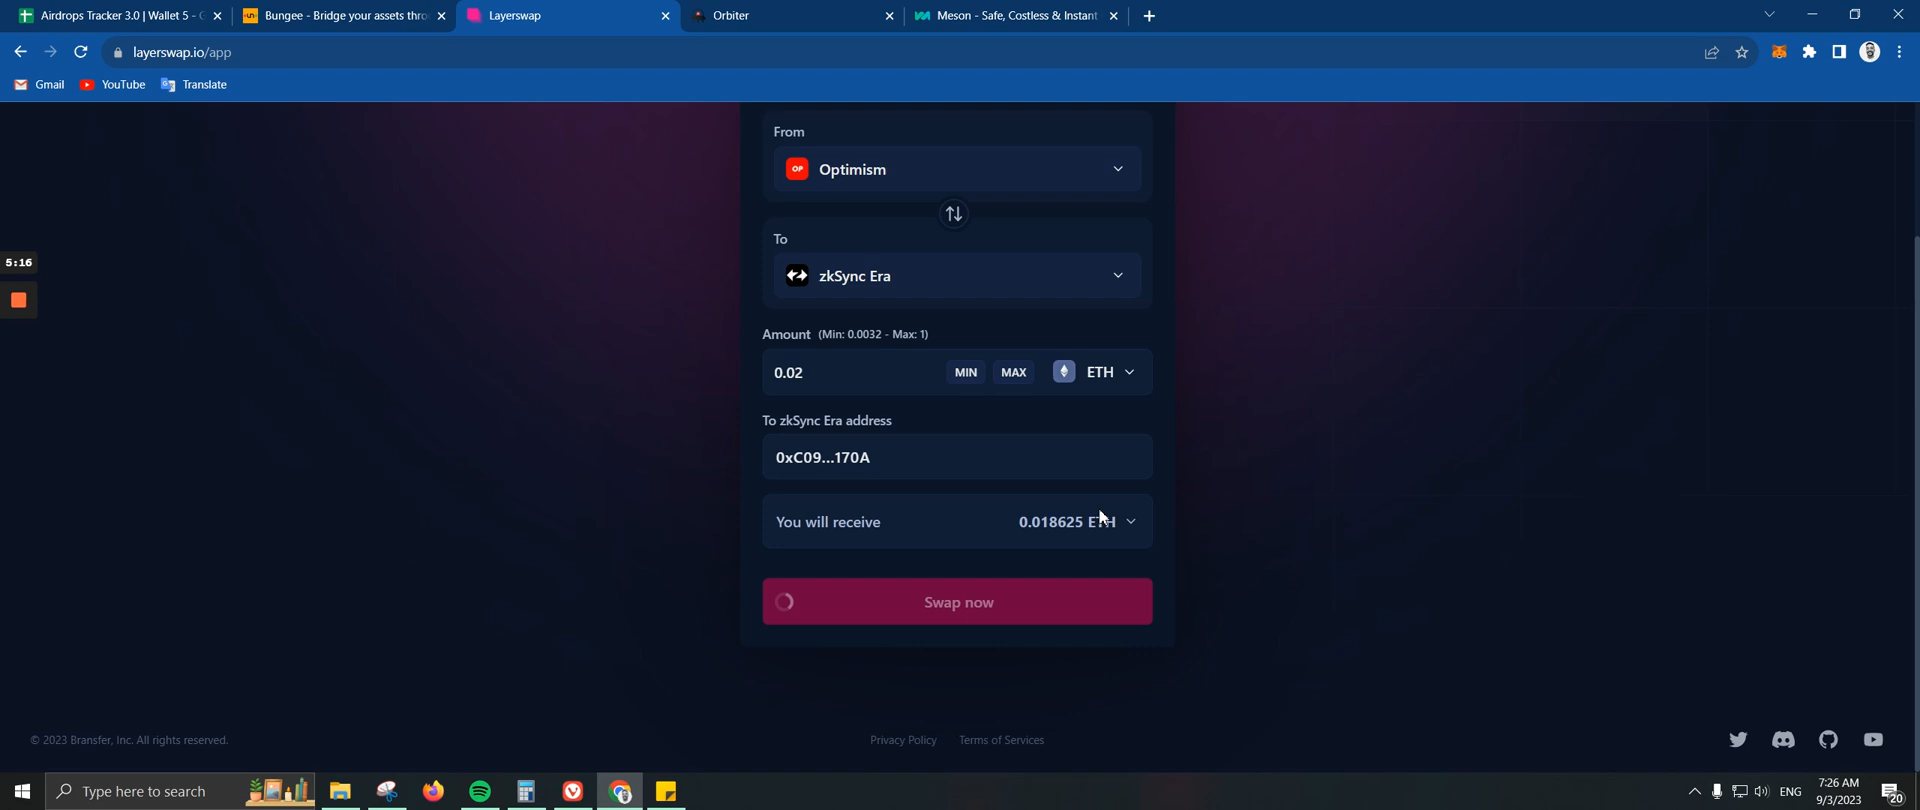 Airdrops Tracker 3.0 | Wallet 5 - G
Bungee - Bridge your assets thro
Layerswap
Orbiter
Meson - Safe, Costless & Instant
layerswap.io/app
Gmail
YouTube
Translate
From
OP Optimism
To
zkSync Era
5:16
Amount (Min: 0.0032 - Max: 1)
0.02 MIN MAX ETH
To zkSync Era address
0xC09...170A
You will receive 0.018625 ETH
Swap now
© 2023 Bransfer, Inc. All rights reserved.
Privacy Policy Terms of Services
Type here to search
ENG
7:26 AM
9/3/2023
20